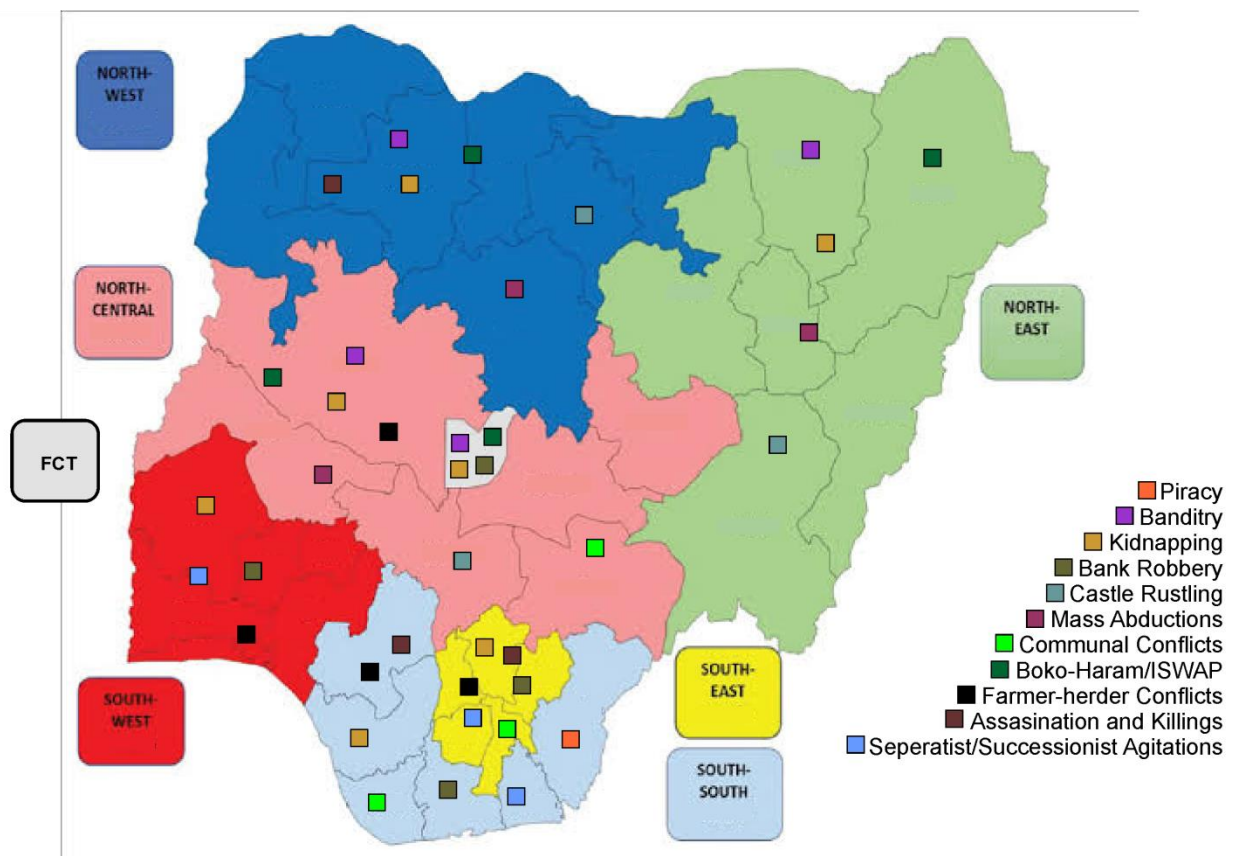 NORTH-
WEST
NORTH-
CENTRAL
FCT
SOUTH-
WEST
NORTH-
EAST
SOUTH-
EAST
SOUTH-
SOUTH
Piracy
Banditry
Kidnapping
Bank Robbery
Castle Rustling
Mass Abductions
Communal Conflicts
Boko-Haram/ISWAP
Farmer-herder Conflicts
Assasination and Killings
Seperatist/Successionist Agitations